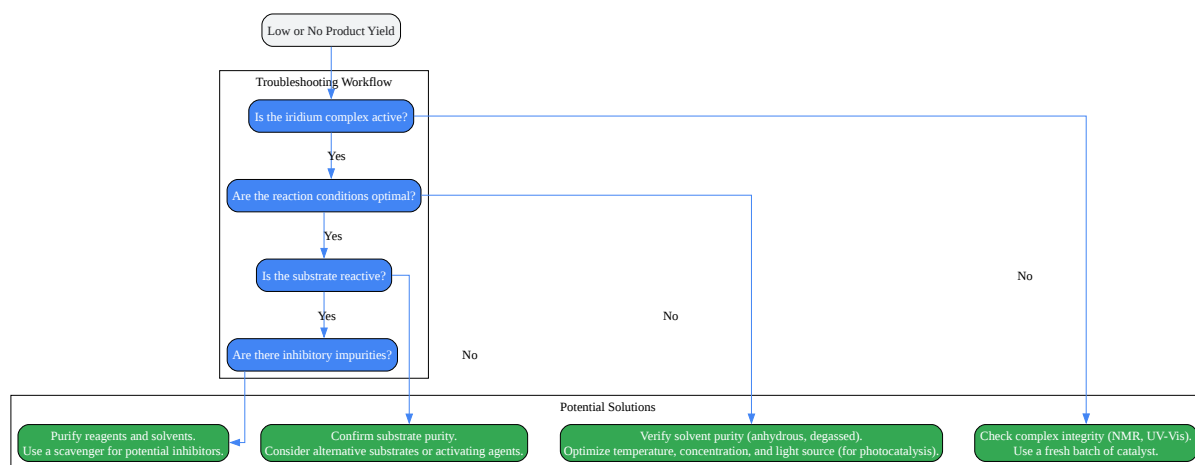 Low or No Product Yield
Troubleshooting Workflow
Is the iridium complex active?
Yes
Are the reaction conditions optimal?
Yes
Is the substrate reactive?
No
Yes
No
Are there inhibitory impurities?
No
Potential Solutions
Purify reagents and solvents.
Use a scavenger for potential inhibitors.
Confirm substrate purity.
Consider alternative substrates or activating agents.
Verify solvent purity (anhydrous, degassed).
Optimize temperature, concentration, and light source (for photocatalysis).
Check complex integrity (NMR, UV-Vis).
Use a fresh batch of catalyst.